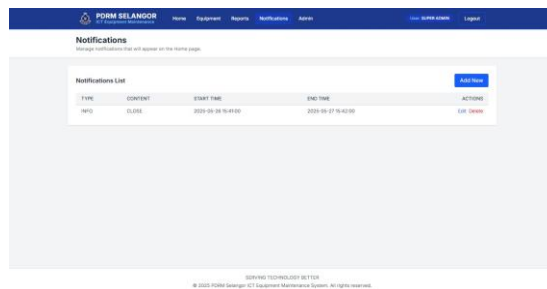 PDRM SELANGOR
ICT Equipment Maintenance
Home Equipment Reports Notifications Admin
User: SUPER ADMIN Logout
Notifications
Manage notifications that will appear on the Home page.
Notifications List
Add New
TYPE CONTENT START TIME END TIME ACTIONS
INFO CLOSE Edit Delete
SERVING TECHNOLOGY BETTER
© 2025 PDRM Selangor ICT Equipment Maintenance System. All rights reserved.